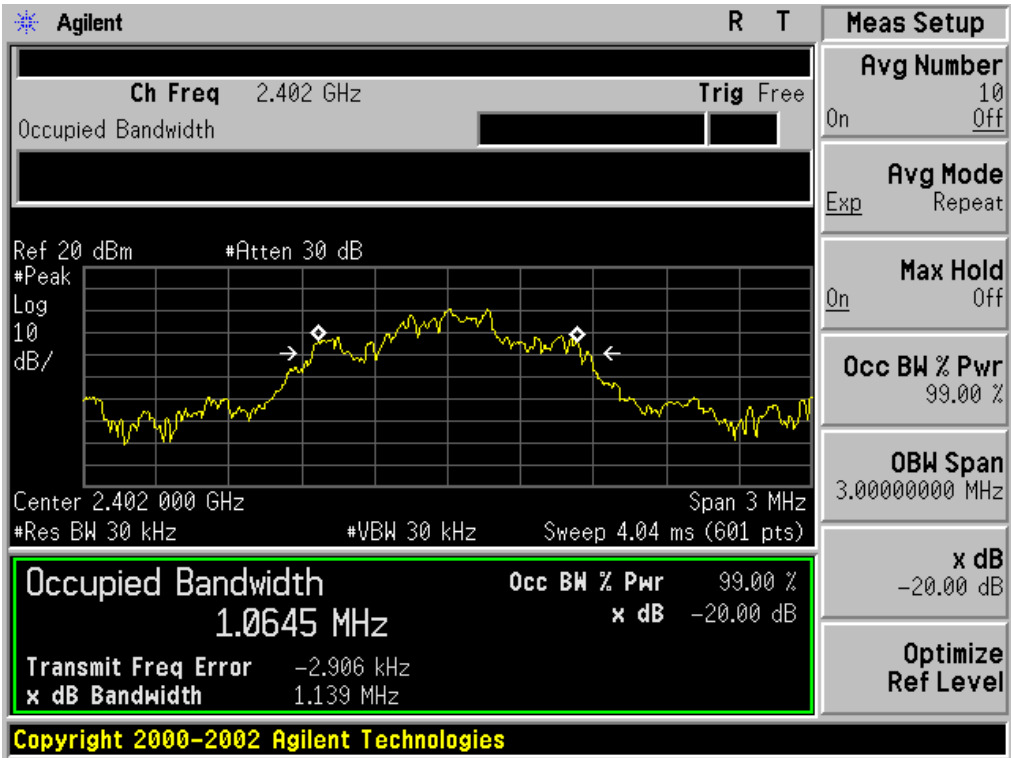 Agilent R T
Ch Freq 2.402 GHz Trig Free
Occupied Bandwidth
Ref 20 dBm #Atten 30 dB
#Peak
Log
10
dB/
Center 2.402 000 GHz Span 3 MHz
#Res BW 30 kHz #VBW 30 kHz Sweep 4.04 ms (601 pts)
Occupied Bandwidth Occ BW % Pwr 99.00 %
1.0645 MHz x dB -20.00 dB
Transmit Freq Error -2.906 kHz
x dB Bandwidth 1.139 MHz
Copyright 2000-2002 Agilent Technologies
Meas Setup
Avg Number
10
On Off
Avg Mode
Exp Repeat
Max Hold
On Off
Occ BW % Pwr
99.00 %
OBW Span
3.00000000 MHz
x dB
-20.00 dB
Optimize
Ref Level